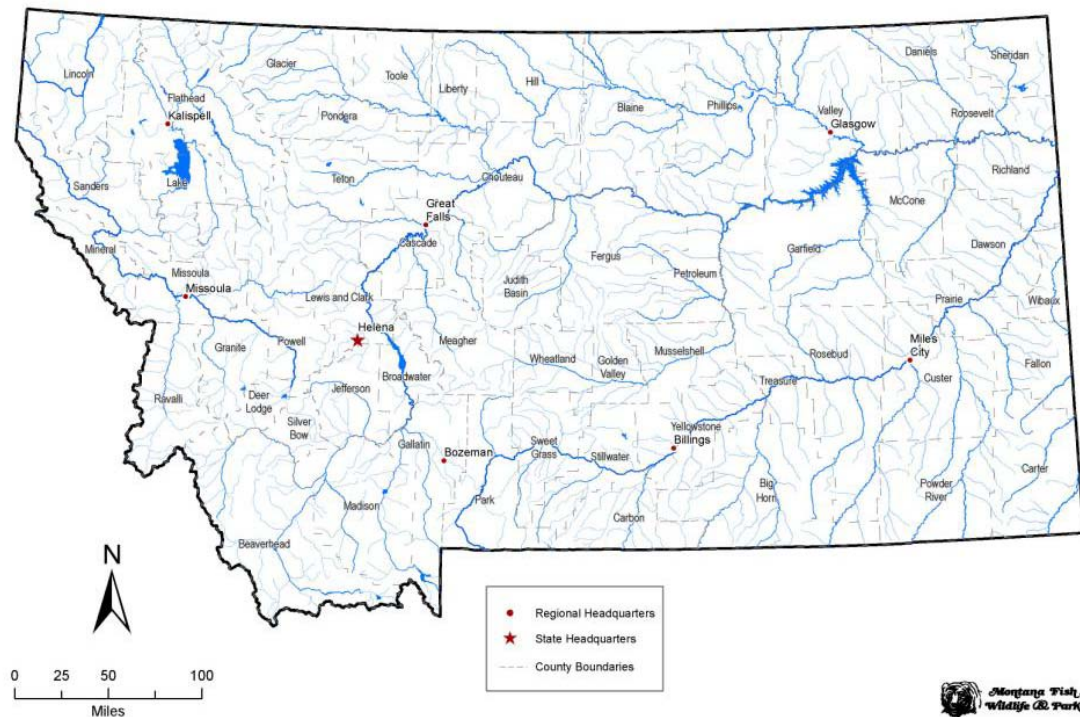 Lincoln
Flathead
Kalispell
Glacier
Toole
Liberty
Hill
Blaine
Phillips
Valley
Glasgow
Daniels
Sheridan
Roosevelt
Pondera
Sanders
Lake
Teton
Chouteau
Great
Falls
Cascade
Richland
McCone
Mineral
Missoula
Missoula
Lewis and Clark
Judith
Basin
Fergus
Petroleum
Garfield
Dawson
Prairie
Wibaux
Helena
Granite
Powell
Meagher
Wheatland
Golden
Valley
Musselshell
Rosebud
Miles
City
Fallon
Ravalli
Deer
Lodge
Jefferson
Broadwater
Treasure
Custer
Silver
Bow
Gallatin
Bozeman
Sweet
Grass
Stillwater
Yellowstone
Billings
Madison
Park
Carbon
Big
Horn
Powder
River
Carter
Beaverhead
N
Regional Headquarters
State Headquarters
County Boundaries
0 25 50 100
Miles
Montana Fish
Wildlife & Park